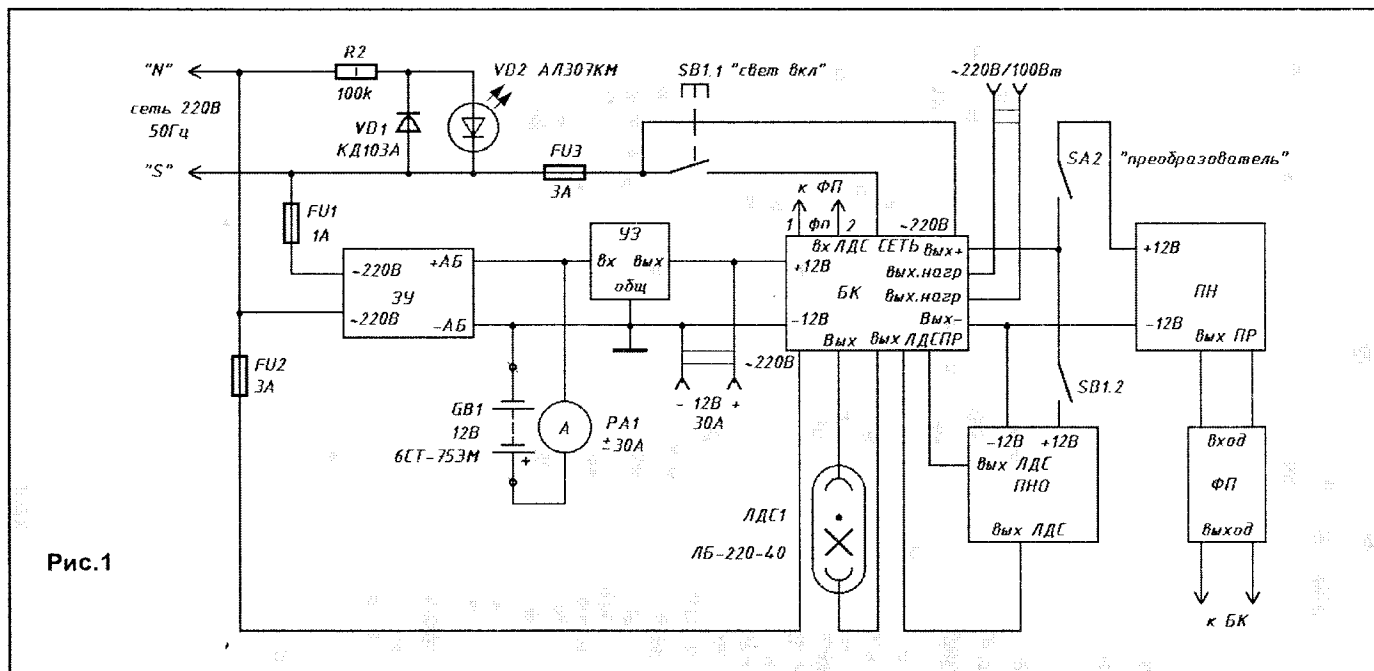 "N"
R2
100k
сеть 220В
50Гц
VD1
КД103А
VD2 АЛ307КМ
SB1.1 "свет вкл"
~220В/100Вт
"S"
FU3
3А
SA2 "преобразователь"
FU1
1А
к ФП
1 ФП 2
~220В
~220В
+АБ
ЗУ
~220В
-АБ
УЗ
вх вых
общ
вх ЛДС СЕТЬ Вых+
+12В
вых.нагр
БК
вых.нагр
-12В
Вых-
Вых
вых ЛДСПР
+12В
ПН
-12В
вых ПР
FU2
3А
~220В
- 12В +
30А
GB1
12В
6СТ-75ЭМ
+
А
РА1
±30А
SB1.2
-12В +12В
вых ЛДС
ПНО
вых ЛДС
вход
ФП
выход
ЛДС1
ЛБ-220-40
к БК
Рис.1